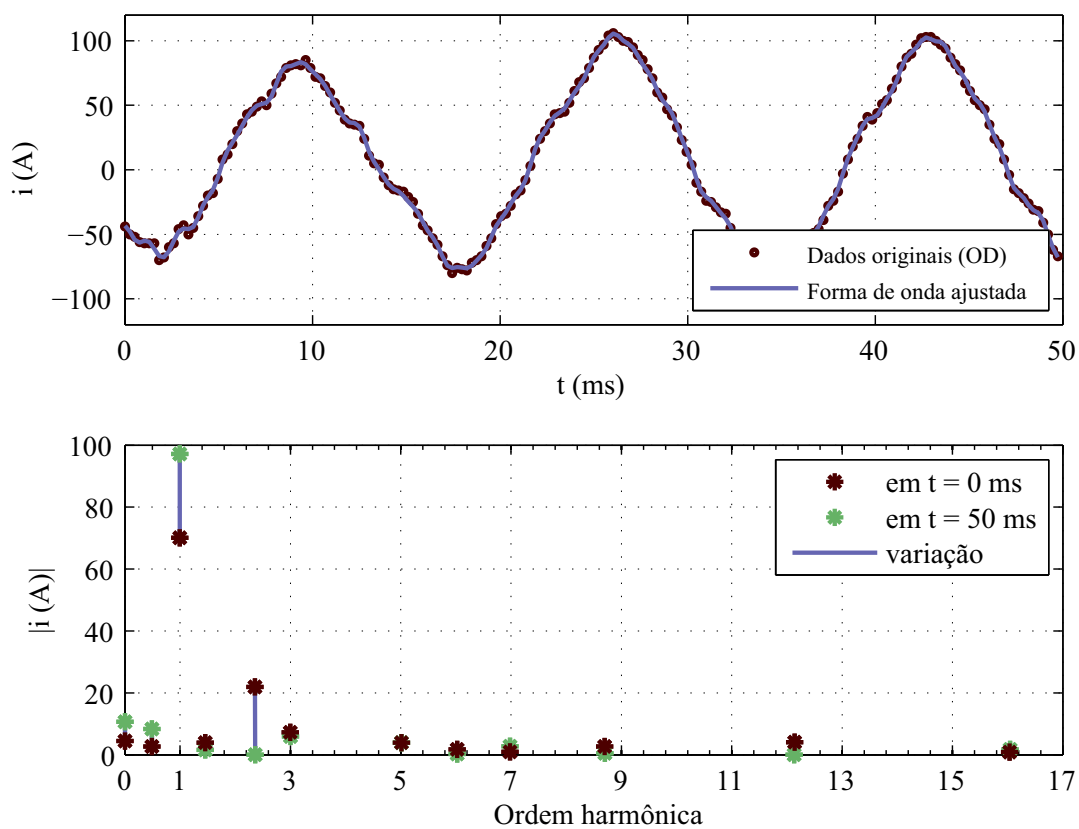 100
50
0
−50
−100
i (A)
Dados originais (OD)
Forma de onda ajustada
0 10 20 30 40 50
t (ms)
100
80
60
40
20
0
|i (A)|
em t = 0 ms
em t = 50 ms
variação
0 1 3 5 7 9 11 13 15 17
Ordem harmônica